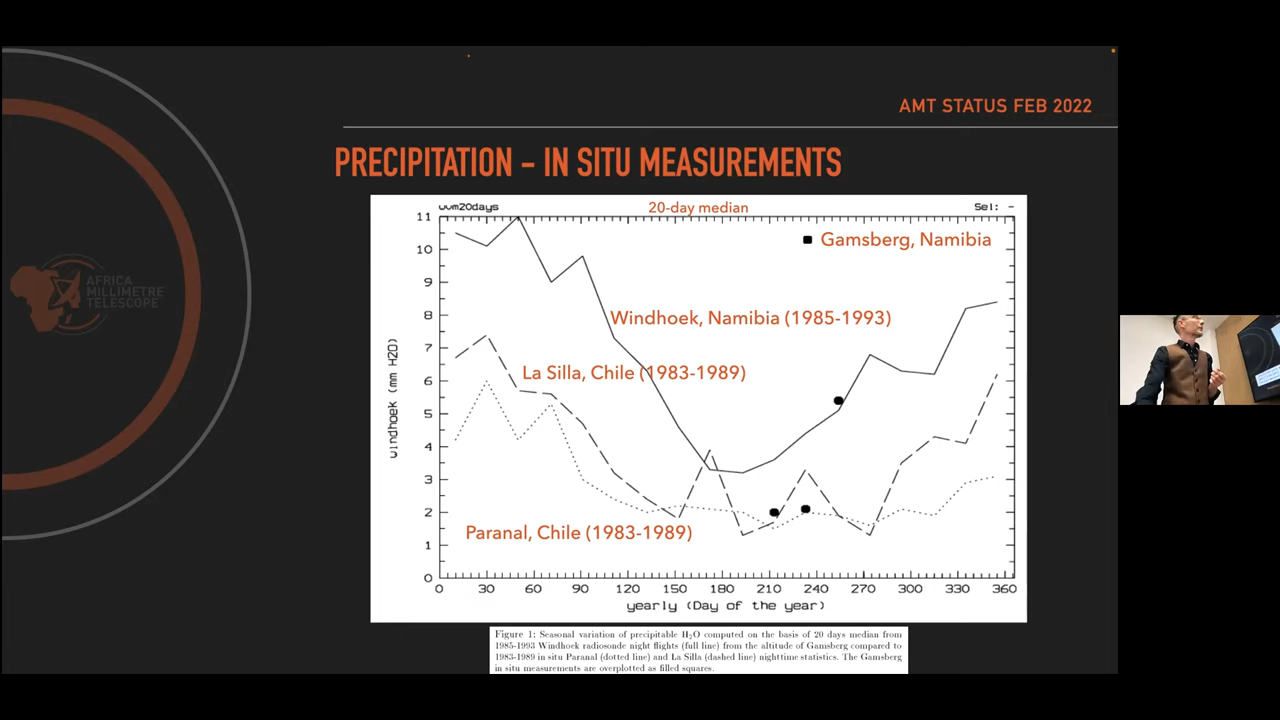 AMT STATUS FEB 2022
PRECIPITATION – IN SITU MEASUREMENTS
20-day median
Sel: -
11
10
9
8
7
6
5
4
3
2
1
0
Gamsberg, Namibia
Windhoek, Namibia (1985-1993)
La Silla, Chile (1983-1989)
Paranal, Chile (1983-1989)
windhoek (mm H2O)
0 30 60 90 120 150 180 210 240 270 300 330 360
yearly (Day of the year)
AFRICA
MILLIMETRE
TELESCOPE
Figure 1: Seasonal variation of precipitable H₂O computed on the basis of 20 days median from
1985-1993 Windhoek radiosonde night flights (full line) from the altitude of Gamsberg compared to
1983-1989 in situ Paranal (dotted line) and La Silla (dashed line) nighttime statistics. The Gamsberg
in situ measurements are overplotted as filled squares.